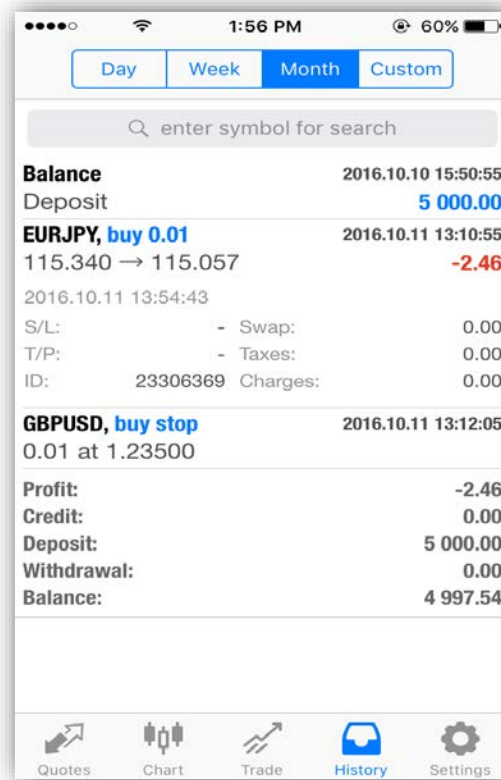 1:56 PM 60%
Day Week Month Custom
enter symbol for search
Balance 2016.10.10 15:50:55
Deposit 5 000.00
EURJPY, buy 0.01 2016.10.11 13:10:55
115.340 → 115.057 -2.46
2016.10.11 13:54:43
S/L: - Swap: 0.00
T/P: - Taxes: 0.00
ID: 23306369 Charges: 0.00
GBPUSD, buy stop 2016.10.11 13:12:05
0.01 at 1.23500
Profit: -2.46
Credit: 0.00
Deposit: 5 000.00
Withdrawal: 0.00
Balance: 4 997.54
Quotes Chart Trade History Settings